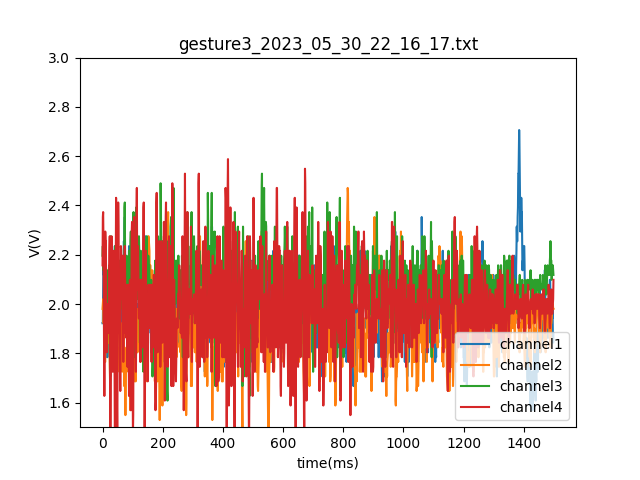 gesture3_2023_05_30_22_16_17.txt
3.0
2.8
2.6
2.4
2.2
2.0
1.8
1.6
V(V)
channel1
channel2
channel3
channel4
0 200 400 600 800 1000 1200 1400
time(ms)